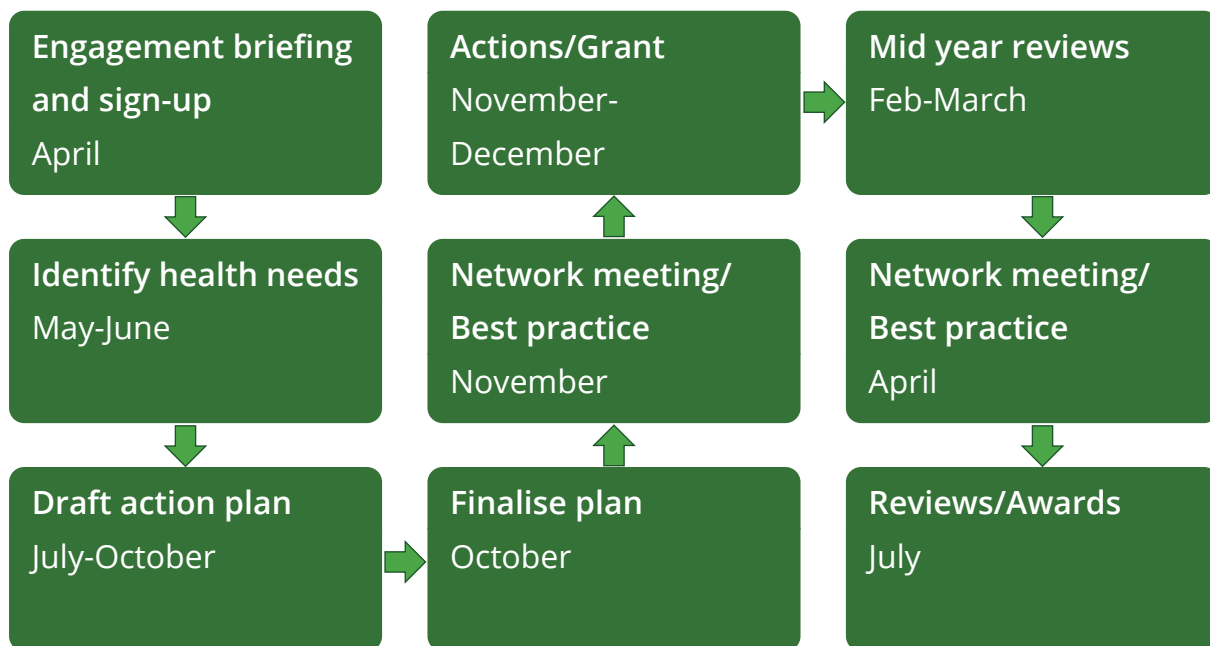 Engagement briefing
and sign-up
April
Identify health needs
May-June
Draft action plan
July-October
Finalise plan
October
Network meeting/
Best practice
November
Actions/Grant
November-
December
Mid year reviews
Feb-March
Network meeting/
Best practice
April
Reviews/Awards
July